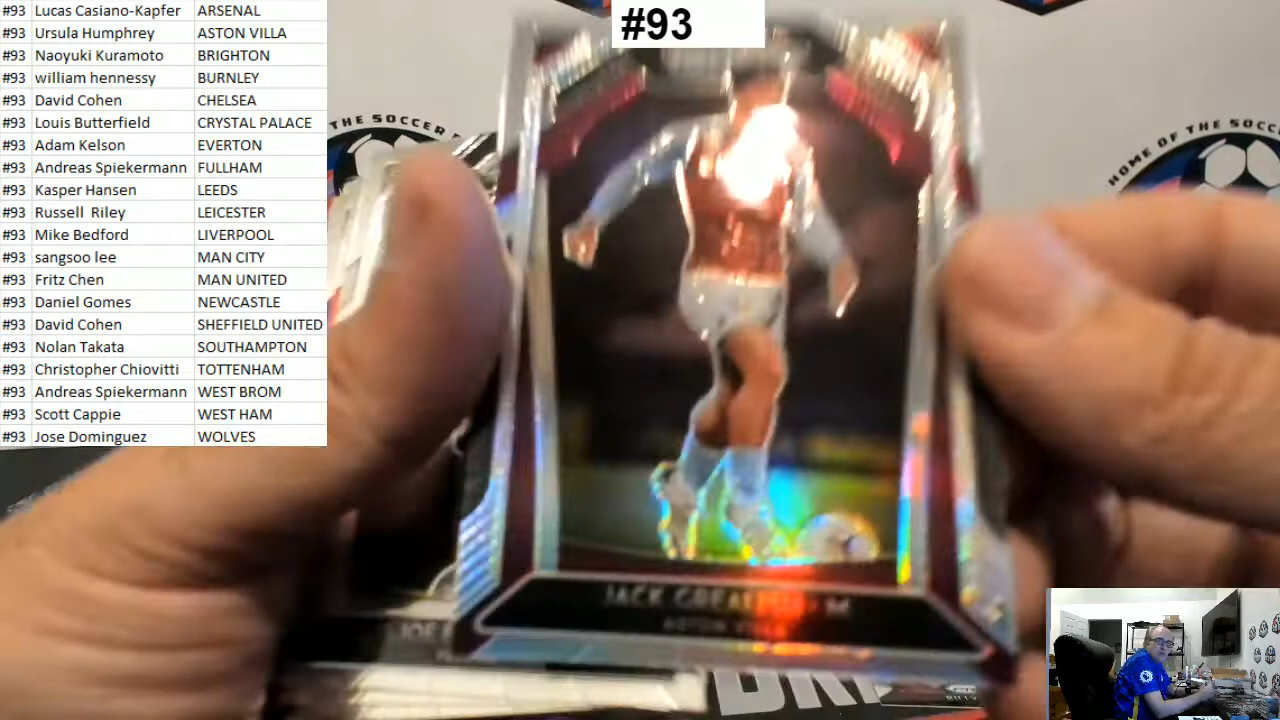 #93 Lucas Casiano-Kapfer ARSENAL
#93 Ursula Humphrey ASTON VILLA
#93 Naoyuki Kuramoto BRIGHTON
#93 william hennessy BURNLEY
#93 David Cohen CHELSEA
#93 Louis Butterfield CRYSTAL PALACE
#93 Adam Kelson EVERTON
#93 Andreas Spiekermann FULLHAM
#93 Kasper Hansen LEEDS
#93 Russell Riley LEICESTER
#93 Mike Bedford LIVERPOOL
#93 sangsoo lee MAN CITY
#93 Fritz Chen MAN UNITED
#93 Daniel Gomes NEWCASTLE
#93 David Cohen SHEFFIELD UNITED
#93 Nolan Takata SOUTHAMPTON
#93 Christopher Chiovitti TOTTENHAM
#93 Andreas Spiekermann WEST BROM
#93 Scott Cappie WEST HAM
#93 Jose Dominguez WOLVES
#93
THE SOCCER
HOME OF THE SOCCER
JACK
ASTON VILLA